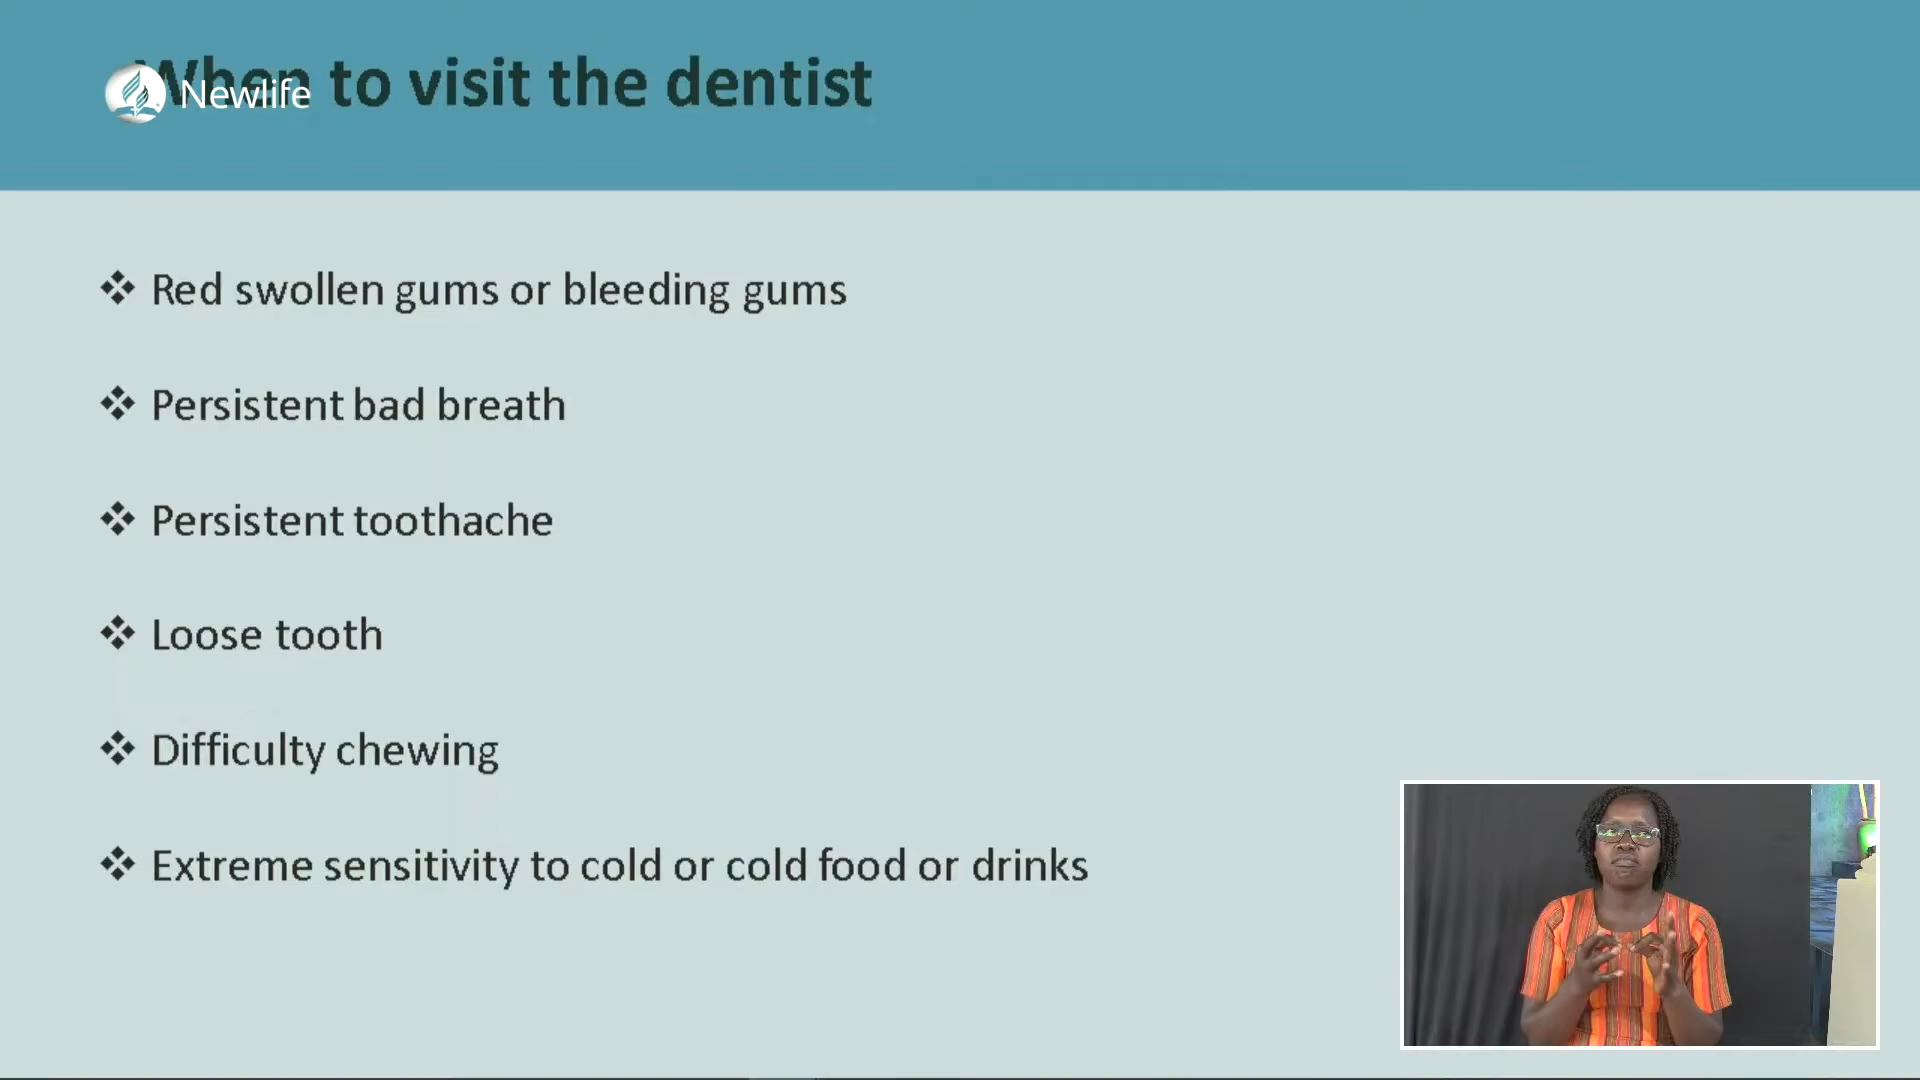 When to visit the dentist
Newlife
Red swollen gums or bleeding gums
Persistent bad breath
Persistent toothache
Loose tooth
Difficulty chewing
Extreme sensitivity to cold or cold food or drinks